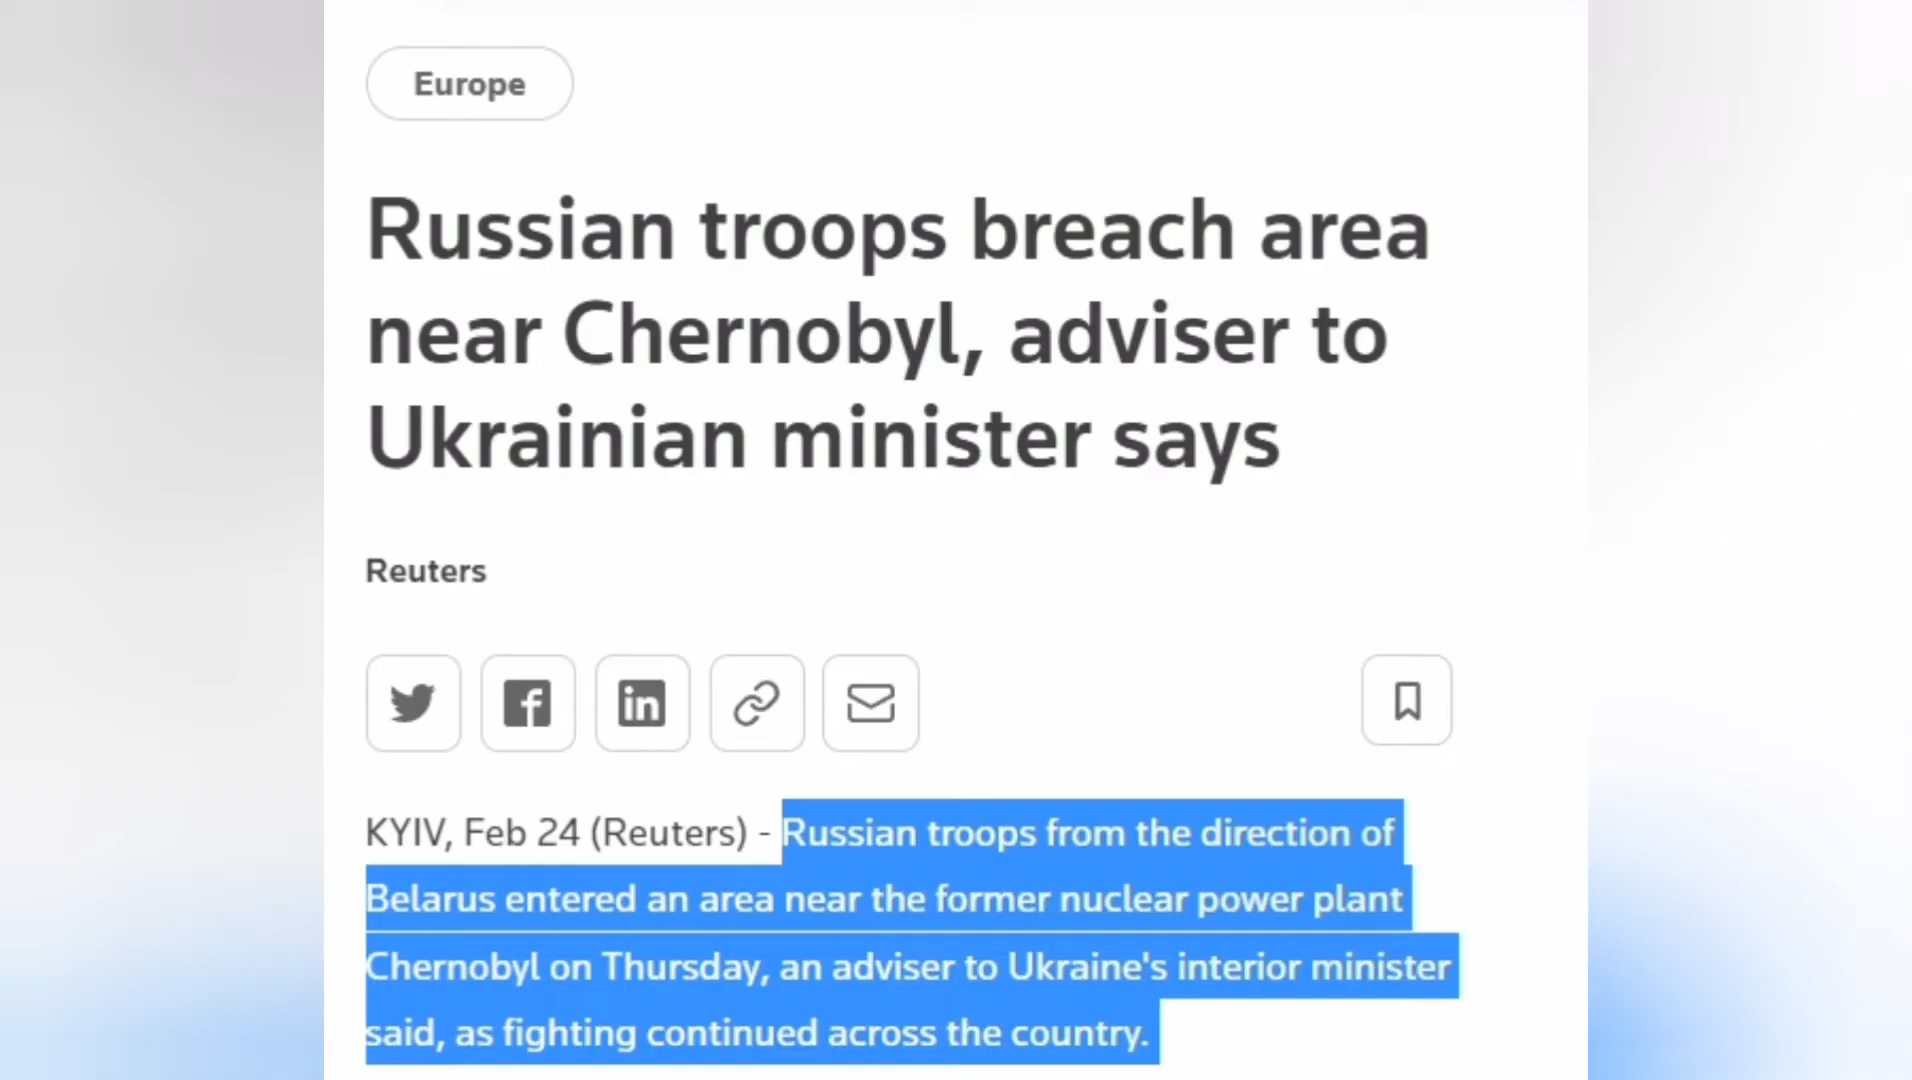 Europe
Russian troops breach area
near Chernobyl, adviser to
Ukrainian minister says
Reuters
KYIV, Feb 24 (Reuters) - Russian troops from the direction of
Belarus entered an area near the former nuclear power plant
Chernobyl on Thursday, an adviser to Ukraine's interior minister
said, as fighting continued across the country.